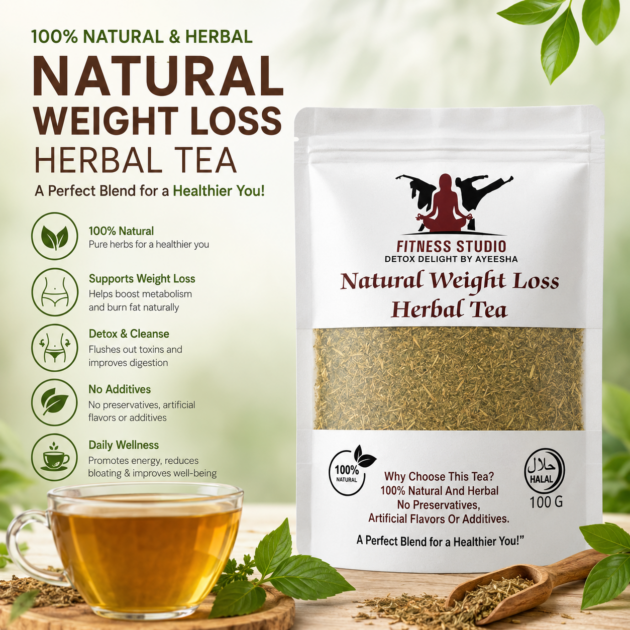 100% NATURAL & HERBAL
NATURAL
WEIGHT LOSS
HERBAL TEA
A Perfect Blend for a Healthier You!
100% Natural
Pure herbs for a healthier you
Supports Weight Loss
Helps boost metabolism
and burn fat naturally
Detox & Cleanse
Flushes out toxins and
improves digestion
No Additives
No preservatives, artificial
flavors or additives
Daily Wellness
Promotes energy, reduces
bloating & improves well-being
FITNESS STUDIO
DETOX DELIGHT BY AYEESHA
Natural Weight Loss
Herbal Tea
100%
NATURAL
Why Choose This Tea?
100% Natural And Herbal
No Preservatives,
Artificial Flavors Or Additives.
A Perfect Blend for a Healthier You!”
حلال
HALAL
100 G